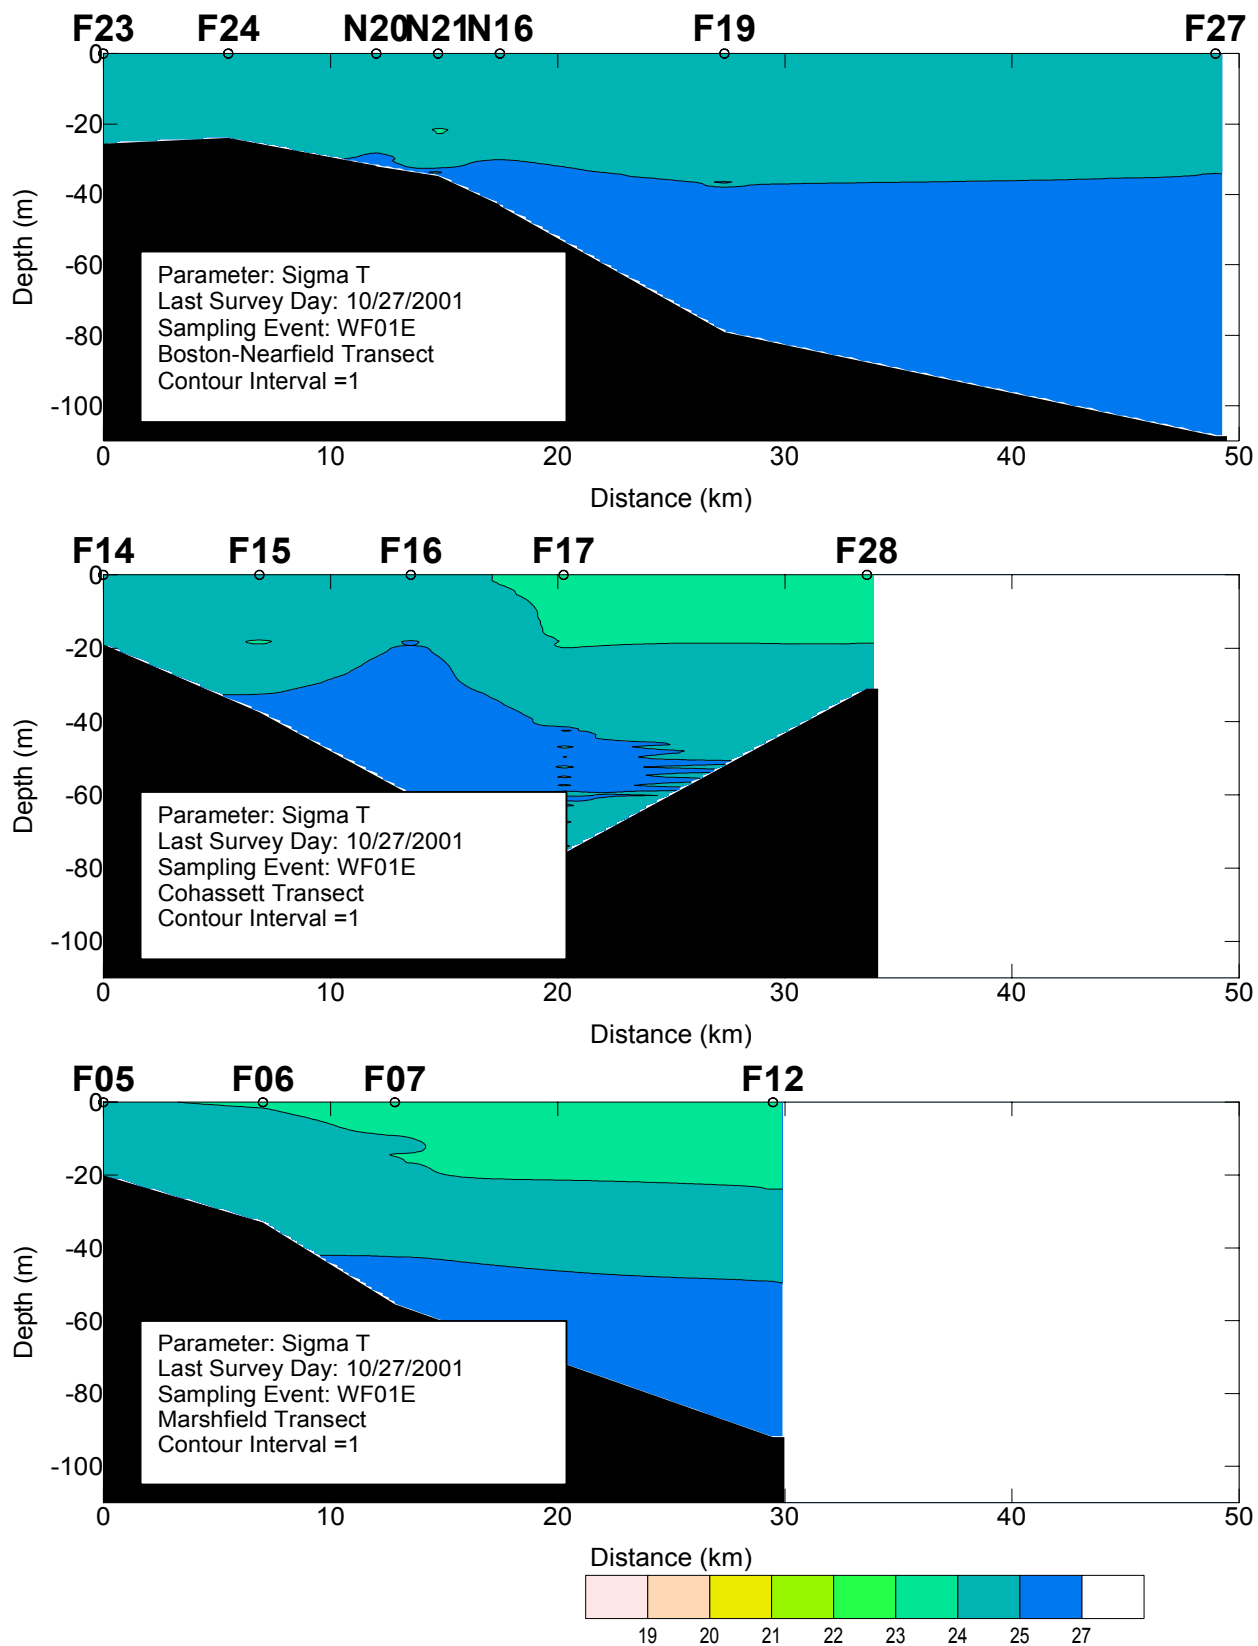 F23 F24 N20 N21 N16 F19 F27
0
-20
-40
-60
-80
-100
Depth (m)
Parameter: Sigma T
Last Survey Day: 10/27/2001
Sampling Event: WF01E
Boston-Nearfield Transect
Contour Interval =1
0 10 20 30 40 50
Distance (km)
F14 F15 F16 F17 F28
0
-20
-40
-60
-80
-100
Depth (m)
Parameter: Sigma T
Last Survey Day: 10/27/2001
Sampling Event: WF01E
Cohassett Transect
Contour Interval =1
0 10 20 30 40 50
Distance (km)
F05 F06 F07 F12
0
-20
-40
-60
-80
-100
Depth (m)
Parameter: Sigma T
Last Survey Day: 10/27/2001
Sampling Event: WF01E
Marshfield Transect
Contour Interval =1
0 10 20 30 40 50
Distance (km)
19 20 21 22 23 24 25 27